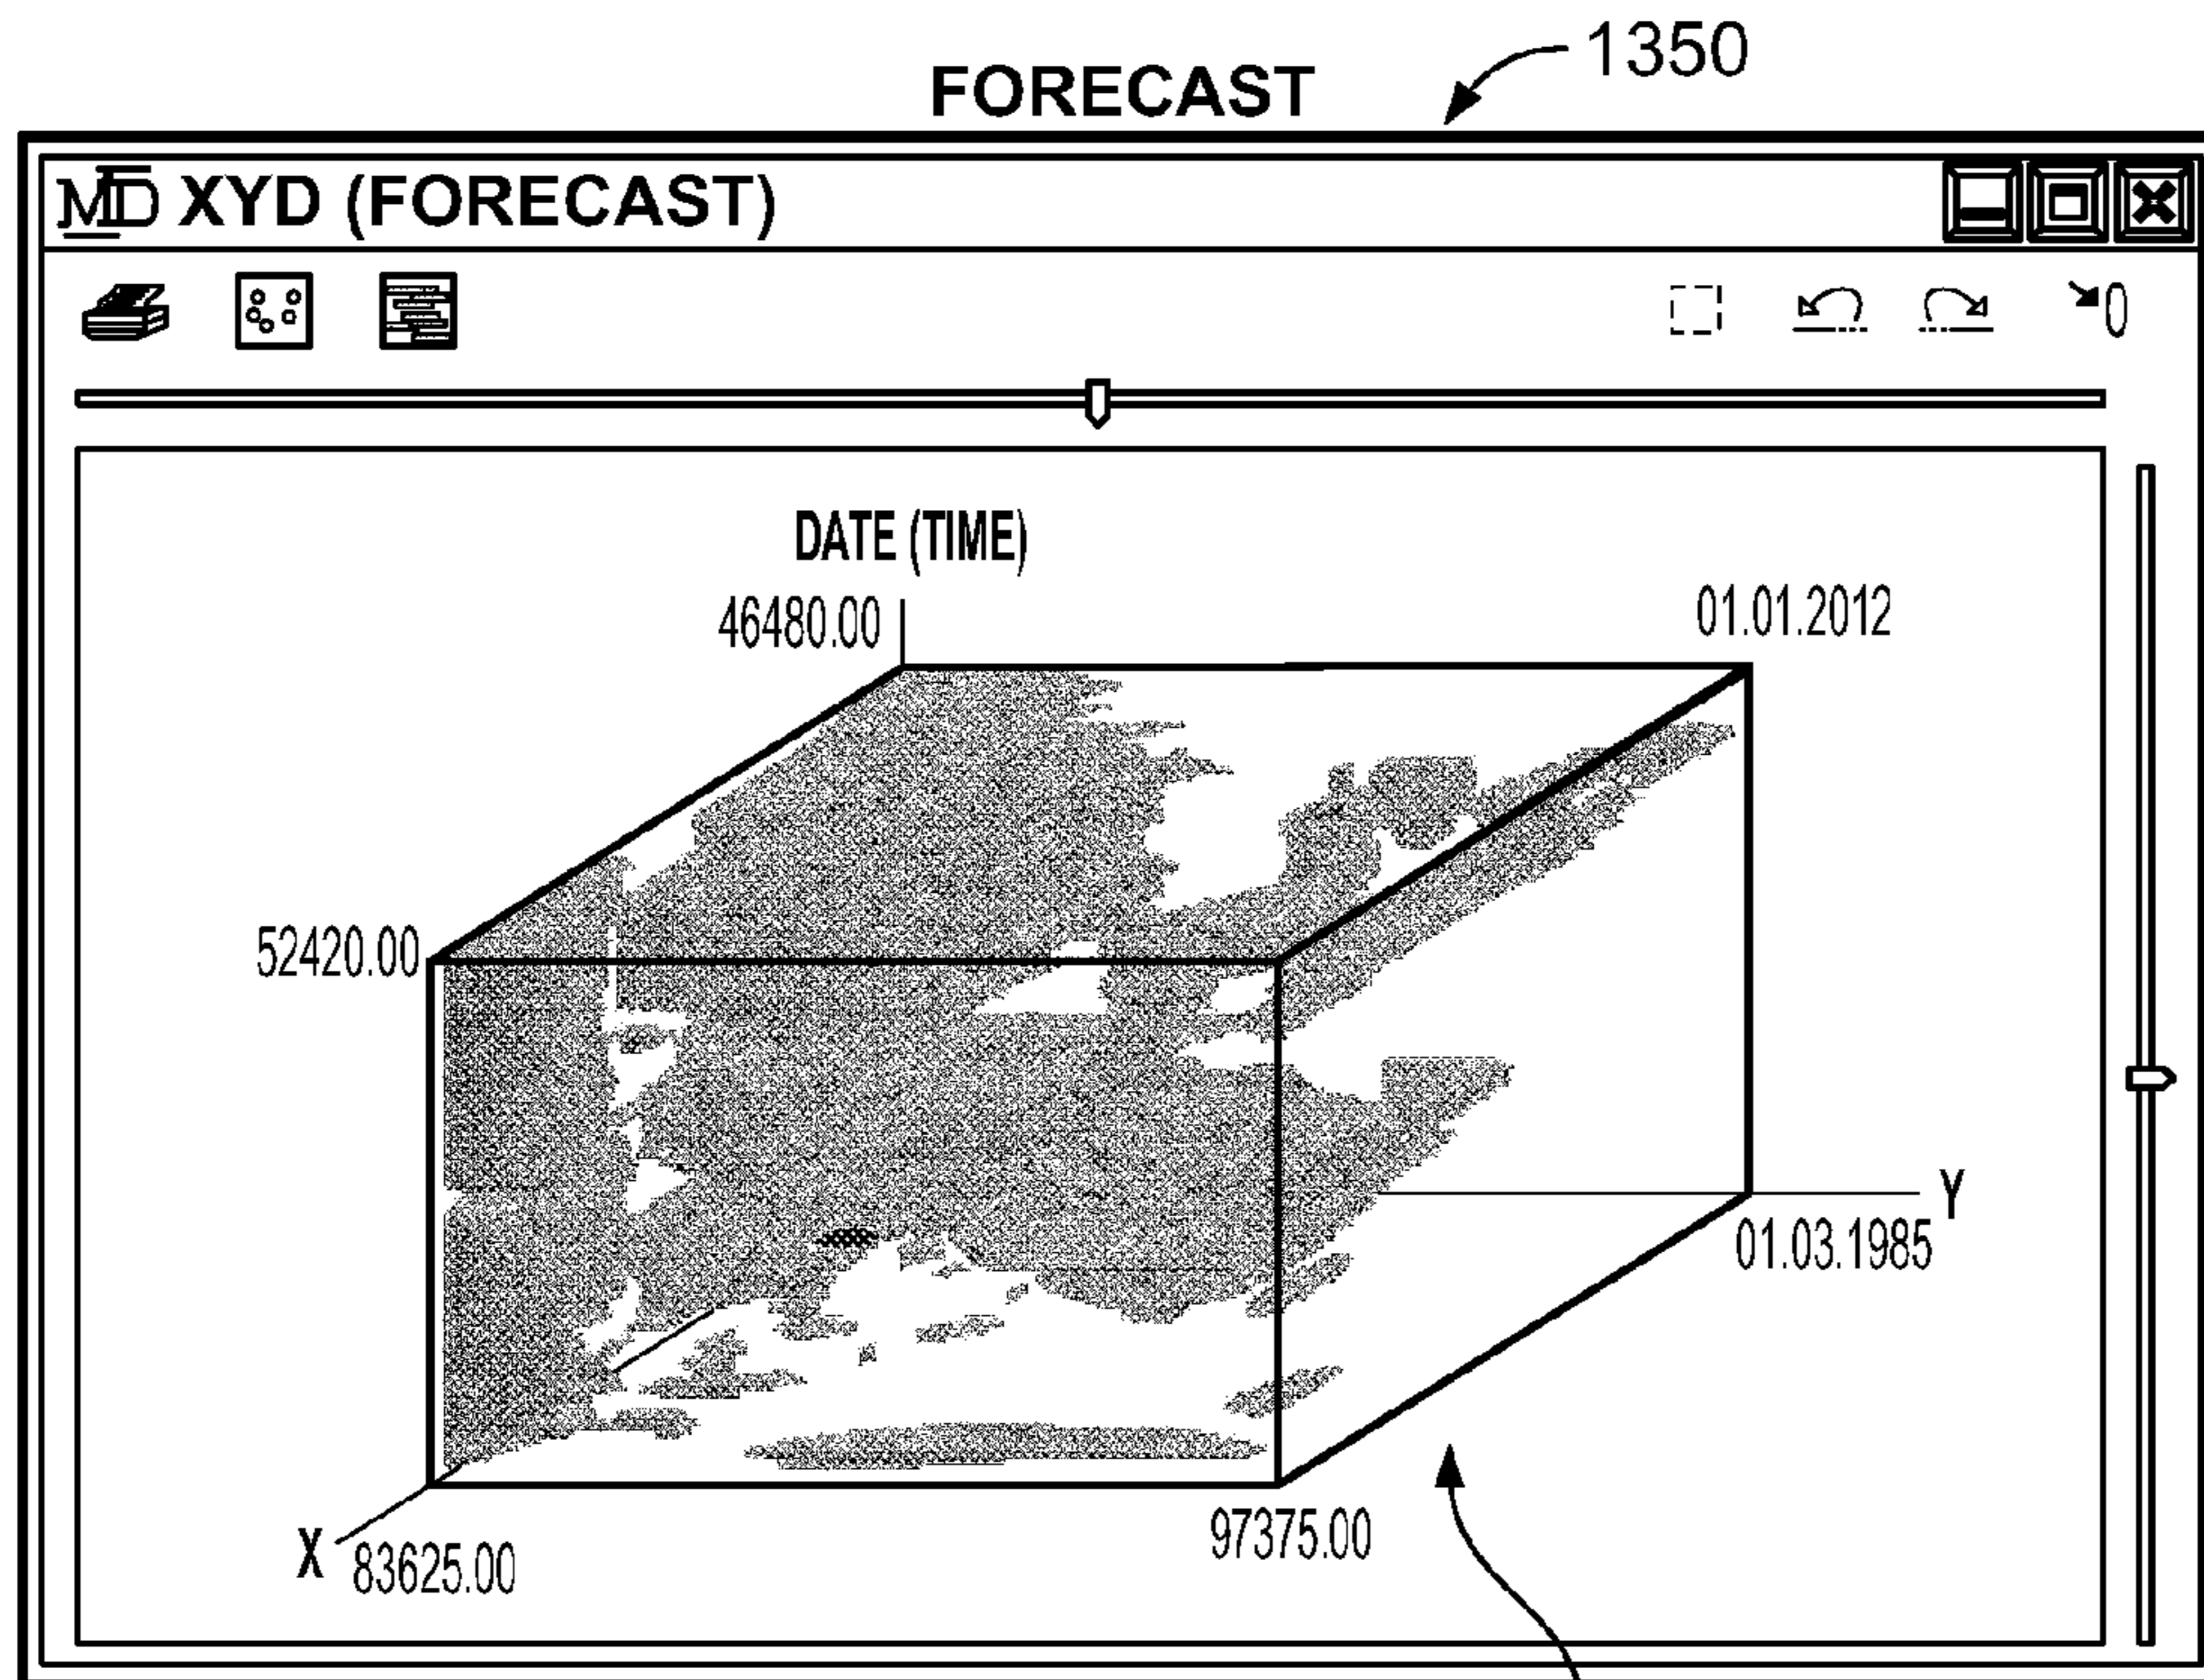 1350
FORECAST
MD XYD (FORECAST)
0
DATE (TIME)
46480.00
01.01.2012
52420.00
Y
01.03.1985
97375.00
X
83625.00